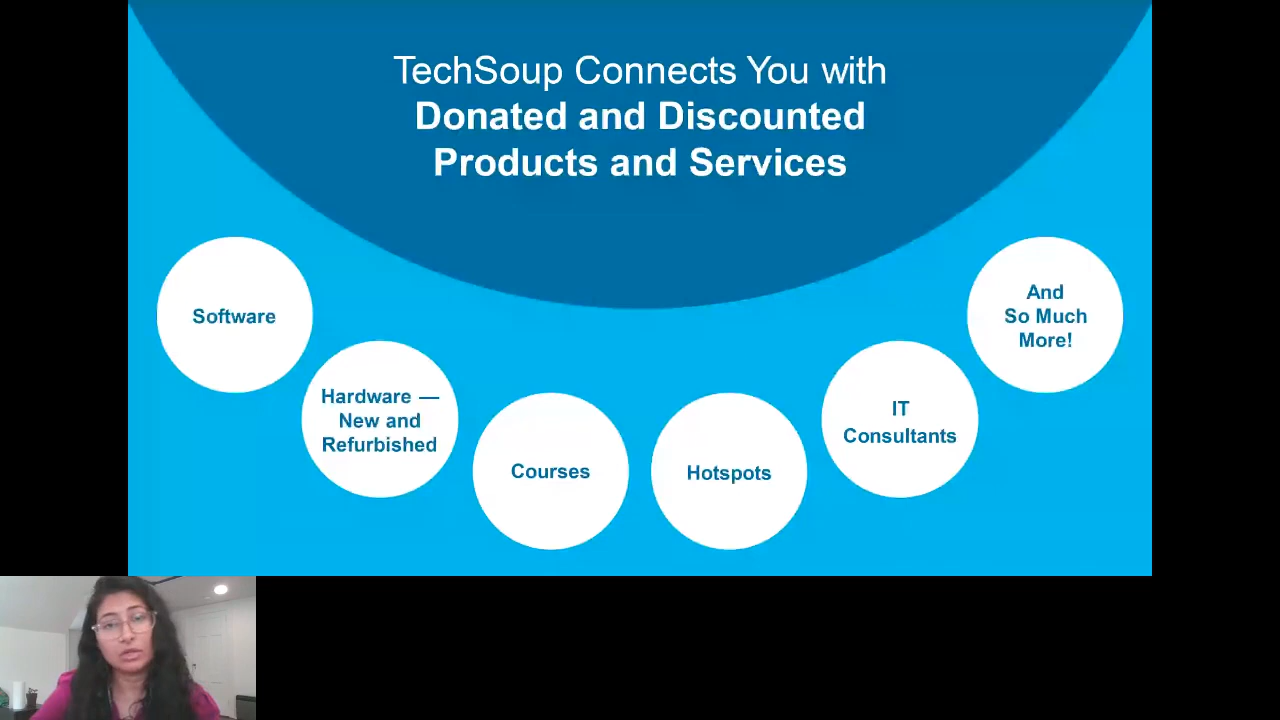 TechSoup Connects You with
Donated and Discounted
Products and Services
Software
Hardware —
New and
Refurbished
Courses
Hotspots
IT
Consultants
And
So Much
More!